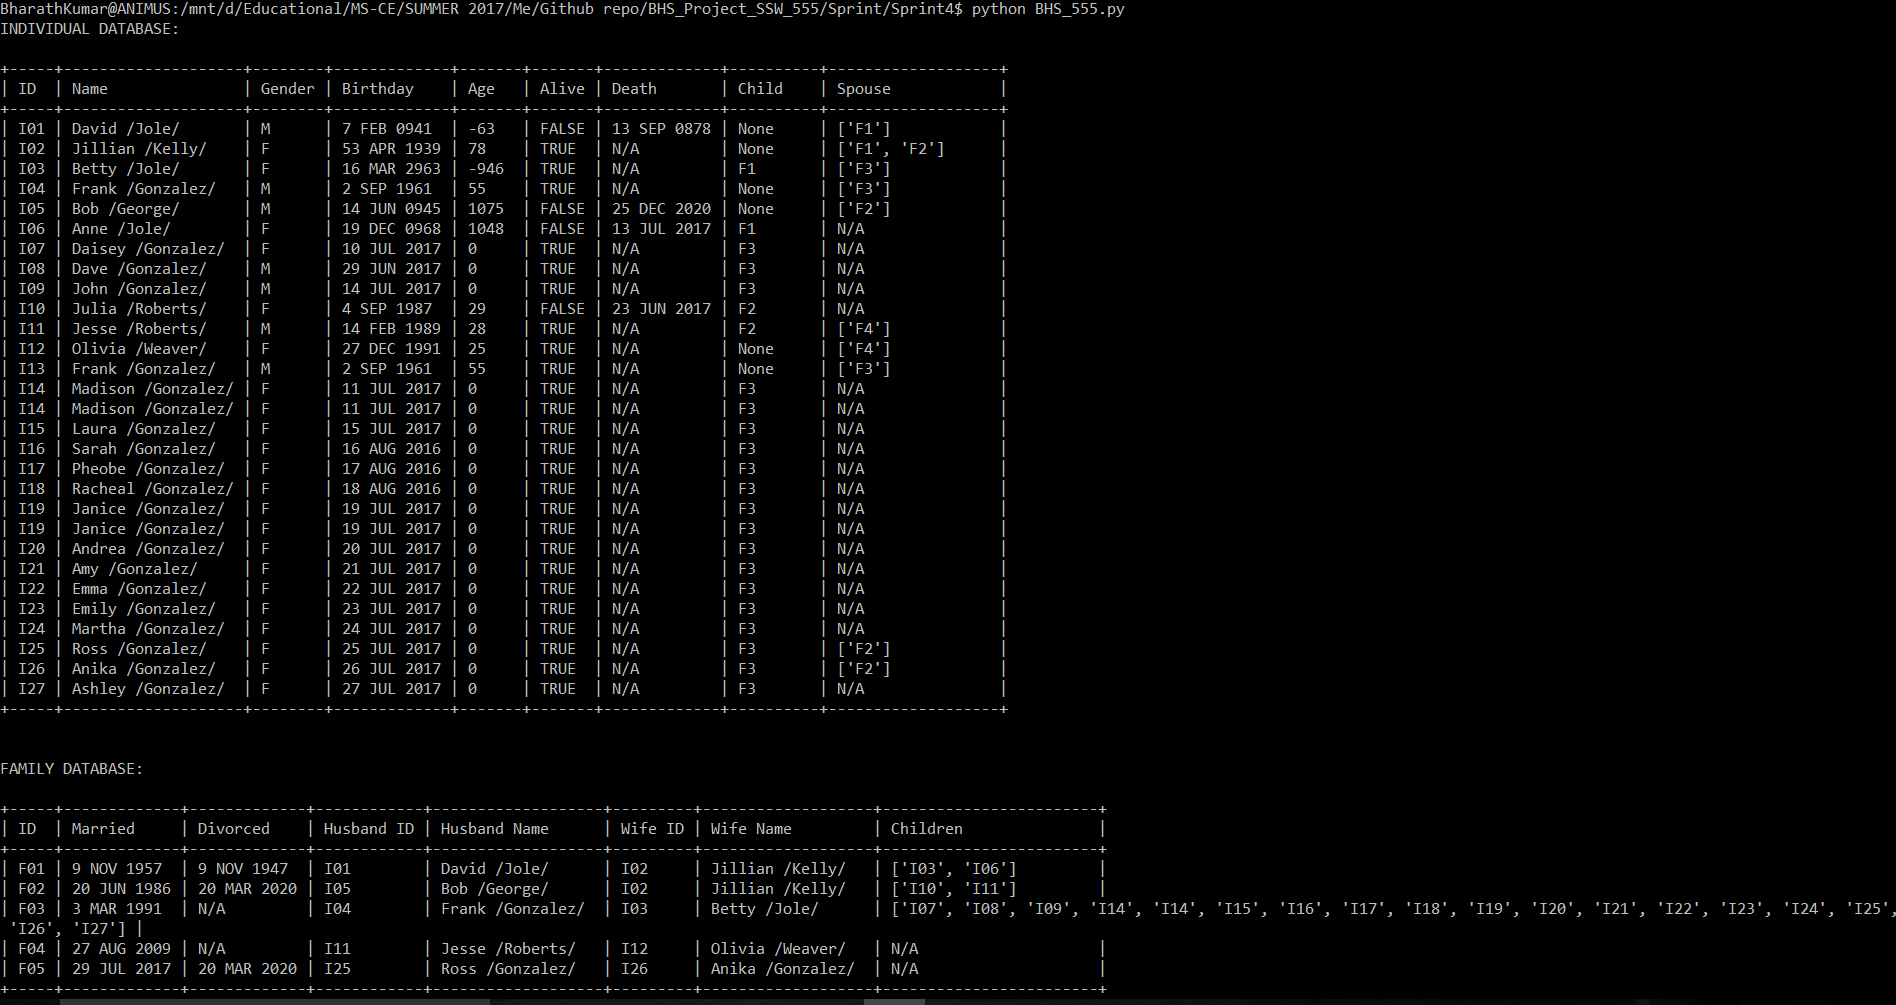 BharathKumar@ANIMUS:/mnt/d/Educational/MS-CE/SUMMER 2017/Me/Github repo/BHS_Project_SSW_555/Sprint/Sprint4$ python BHS_555.py
INDIVIDUAL DATABASE:
+-----+--------------------+--------+-------------+-------+-------+-------------+----------+-------------------+
| ID  | Name               | Gender | Birthday    | Age   | Alive | Death       | Child    | Spouse            |
+-----+--------------------+--------+-------------+-------+-------+-------------+----------+-------------------+
| I01 | David /Jole/       | M      | 7 FEB 0941  | -63   | FALSE | 13 SEP 0878 | None     | ['F1']            |
| I02 | Jillian /Kelly/    | F      | 53 APR 1939 | 78    | TRUE  | N/A         | None     | ['F1', 'F2']      |
| I03 | Betty /Jole/       | F      | 16 MAR 2963 | -946  | TRUE  | N/A         | F1       | ['F3']            |
| I04 | Frank /Gonzalez/   | M      | 2 SEP 1961  | 55    | TRUE  | N/A         | None     | ['F3']            |
| I05 | Bob /George/       | M      | 14 JUN 0945 | 1075  | FALSE | 25 DEC 2020 | None     | ['F2']            |
| I06 | Anne /Jole/        | F      | 19 DEC 0968 | 1048  | FALSE | 13 JUL 2017 | F1       | N/A               |
| I07 | Daisey /Gonzalez/  | F      | 10 JUL 2017 | 0     | TRUE  | N/A         | F3       | N/A               |
| I08 | Dave /Gonzalez/    | M      | 29 JUN 2017 | 0     | TRUE  | N/A         | F3       | N/A               |
| I09 | John /Gonzalez/    | M      | 14 JUL 2017 | 0     | TRUE  | N/A         | F3       | N/A               |
| I10 | Julia /Roberts/    | F      | 4 SEP 1987  | 29    | FALSE | 23 JUN 2017 | F2       | N/A               |
| I11 | Jesse /Roberts/    | M      | 14 FEB 1989 | 28    | TRUE  | N/A         | F2       | ['F4']            |
| I12 | Olivia /Weaver/    | F      | 27 DEC 1991 | 25    | TRUE  | N/A         | None     | ['F4']            |
| I13 | Frank /Gonzalez/   | M      | 2 SEP 1961  | 55    | TRUE  | N/A         | None     | ['F3']            |
| I14 | Madison /Gonzalez/ | F      | 11 JUL 2017 | 0     | TRUE  | N/A         | F3       | N/A               |
| I14 | Madison /Gonzalez/ | F      | 11 JUL 2017 | 0     | TRUE  | N/A         | F3       | N/A               |
| I15 | Laura /Gonzalez/   | F      | 15 JUL 2017 | 0     | TRUE  | N/A         | F3       | N/A               |
| I16 | Sarah /Gonzalez/   | F      | 16 AUG 2016 | 0     | TRUE  | N/A         | F3       | N/A               |
| I17 | Pheobe /Gonzalez/  | F      | 17 AUG 2016 | 0     | TRUE  | N/A         | F3       | N/A               |
| I18 | Racheal /Gonzalez/ | F      | 18 AUG 2016 | 0     | TRUE  | N/A         | F3       | N/A               |
| I19 | Janice /Gonzalez/  | F      | 19 JUL 2017 | 0     | TRUE  | N/A         | F3       | N/A               |
| I19 | Janice /Gonzalez/  | F      | 19 JUL 2017 | 0     | TRUE  | N/A         | F3       | N/A               |
| I20 | Andrea /Gonzalez/  | F      | 20 JUL 2017 | 0     | TRUE  | N/A         | F3       | N/A               |
| I21 | Amy /Gonzalez/     | F      | 21 JUL 2017 | 0     | TRUE  | N/A         | F3       | N/A               |
| I22 | Emma /Gonzalez/    | F      | 22 JUL 2017 | 0     | TRUE  | N/A         | F3       | N/A               |
| I23 | Emily /Gonzalez/   | F      | 23 JUL 2017 | 0     | TRUE  | N/A         | F3       | N/A               |
| I24 | Martha /Gonzalez/  | F      | 24 JUL 2017 | 0     | TRUE  | N/A         | F3       | N/A               |
| I25 | Ross /Gonzalez/    | F      | 25 JUL 2017 | 0     | TRUE  | N/A         | F3       | ['F2']            |
| I26 | Anika /Gonzalez/   | F      | 26 JUL 2017 | 0     | TRUE  | N/A         | F3       | ['F2']            |
| I27 | Ashley /Gonzalez/  | F      | 27 JUL 2017 | 0     | TRUE  | N/A         | F3       | N/A               |
+-----+--------------------+--------+-------------+-------+-------+-------------+----------+-------------------+
FAMILY DATABASE:
+-----+-------------+-------------+------------+-------------------+---------+-------------------+------------------------+
| ID  | Married     | Divorced    | Husband ID | Husband Name      | Wife ID | Wife Name         | Children               |
+-----+-------------+-------------+------------+-------------------+---------+-------------------+------------------------+
| F01 | 9 NOV 1957  | 9 NOV 1947  | I01        | David /Jole/      | I02     | Jillian /Kelly/   | ['I03', 'I06']         |
| F02 | 20 JUN 1986 | 20 MAR 2020 | I05        | Bob /George/      | I02     | Jillian /Kelly/   | ['I10', 'I11']         |
| F03 | 3 MAR 1991  | N/A         | I04        | Frank /Gonzalez/  | I03     | Betty /Jole/      | ['I07', 'I08', 'I09', 'I14', 'I14', 'I15', 'I16', 'I17', 'I18', 'I19', 'I20', 'I21', 'I22', 'I23', 'I24', 'I25',
 'I26', 'I27'] |
| F04 | 27 AUG 2009 | N/A         | I11        | Jesse /Roberts/   | I12     | Olivia /Weaver/   | N/A                    |
| F05 | 29 JUL 2017 | 20 MAR 2020 | I25        | Ross /Gonzalez/   | I26     | Anika /Gonzalez/  | N/A                    |
+-----+-------------+-------------+------------+-------------------+---------+-------------------+------------------------+